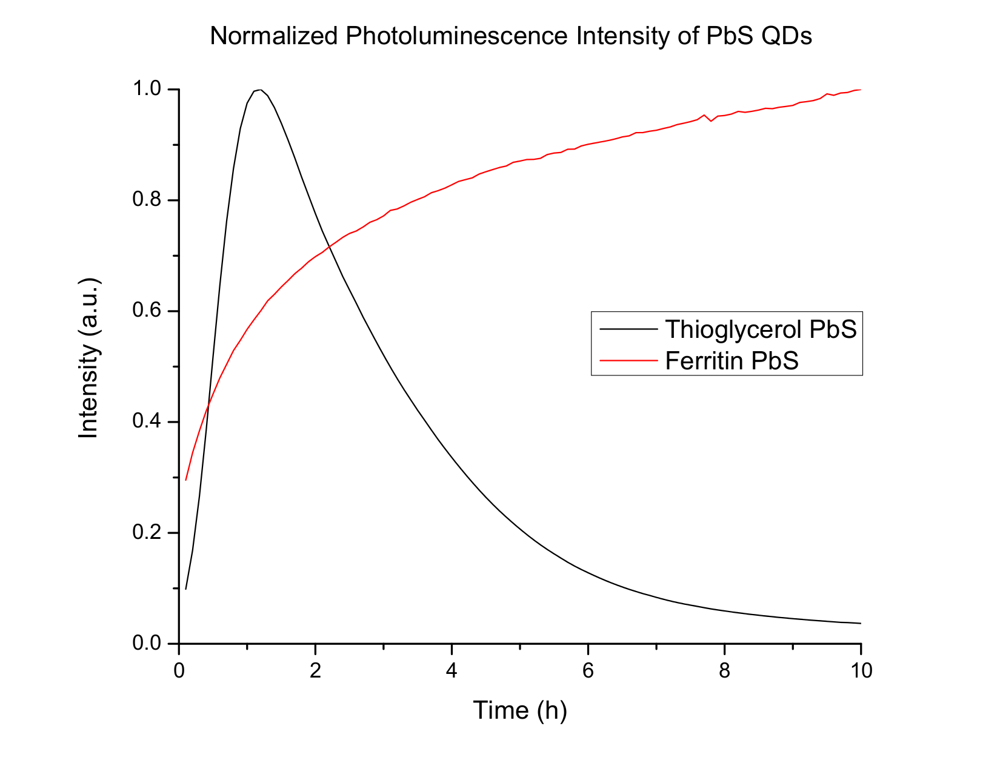 Normalized Photoluminescence Intensity of PbS QDs
1.0
0.8
0.6
0.4
0.2
0.0
Intensity (a.u.)
Thioglycerol PbS
Ferritin PbS
0 2 4 6 8 10
Time (h)